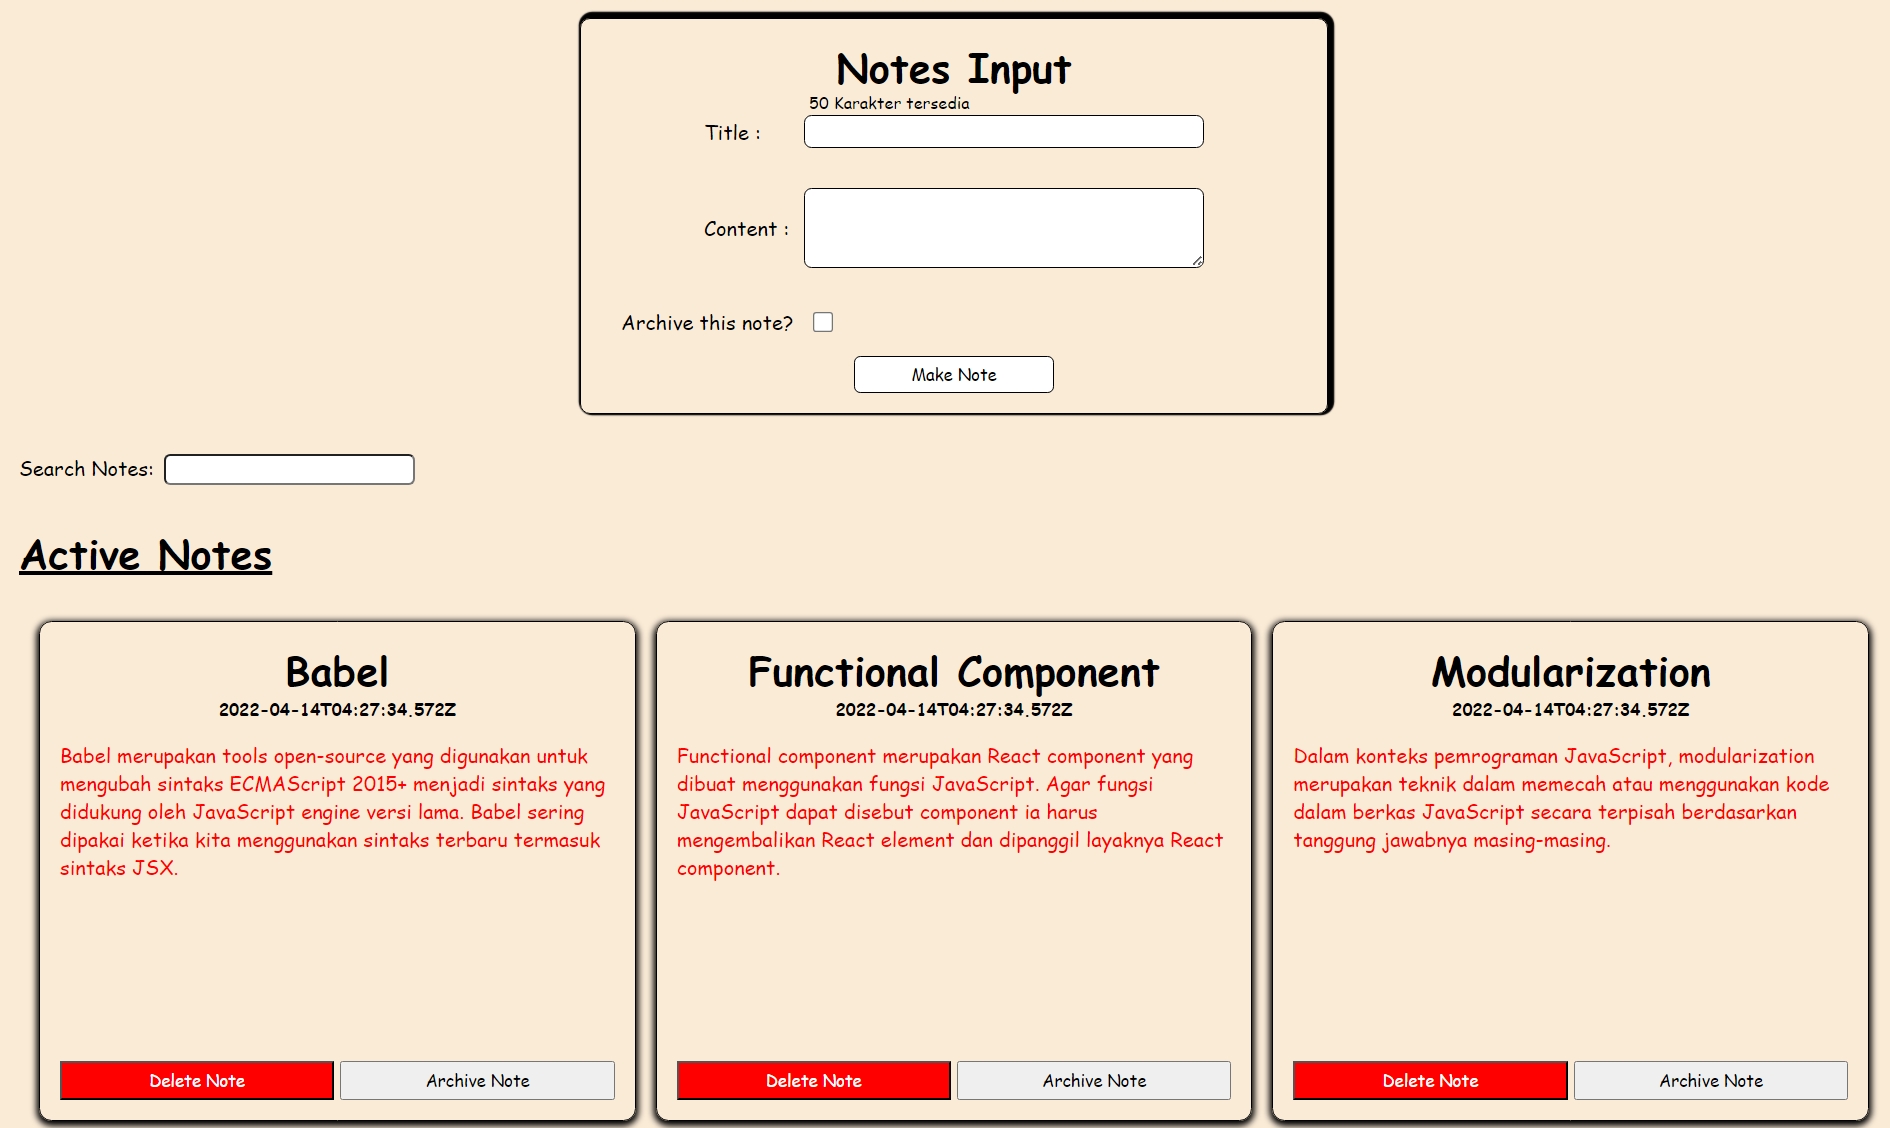 Notes Input
50 Karakter tersedia
Title :
Content :
Archive this note?
Make Note
Search Notes:
Active Notes
Babel
2022-04-14T04:27:34.572Z
Babel merupakan tools open-source yang digunakan untuk
mengubah sintaks ECMAScript 2015+ menjadi sintaks yang
didukung oleh JavaScript engine versi lama. Babel sering
dipakai ketika kita menggunakan sintaks terbaru termasuk
sintaks JSX.
Delete Note
Archive Note
Functional Component
2022-04-14T04:27:34.572Z
Functional component merupakan React component yang
dibuat menggunakan fungsi JavaScript. Agar fungsi
JavaScript dapat disebut component ia harus
mengembalikan React element dan dipanggil layaknya React
component.
Delete Note
Archive Note
Modularization
2022-04-14T04:27:34.572Z
Dalam konteks pemrograman JavaScript, modularization
merupakan teknik dalam memecah atau menggunakan kode
dalam berkas JavaScript secara terpisah berdasarkan
tanggung jawabnya masing-masing.
Delete Note
Archive Note